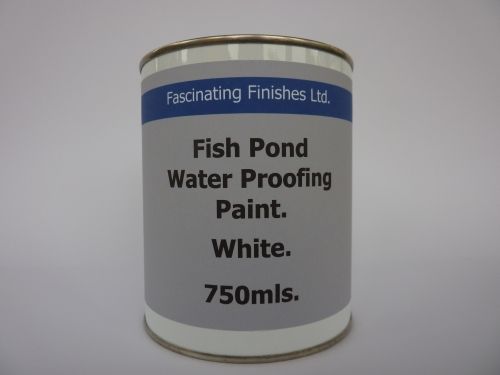 Fascinating Finishes Ltd.
Fish Pond
Water Proofing
Paint.
White.
750mls.